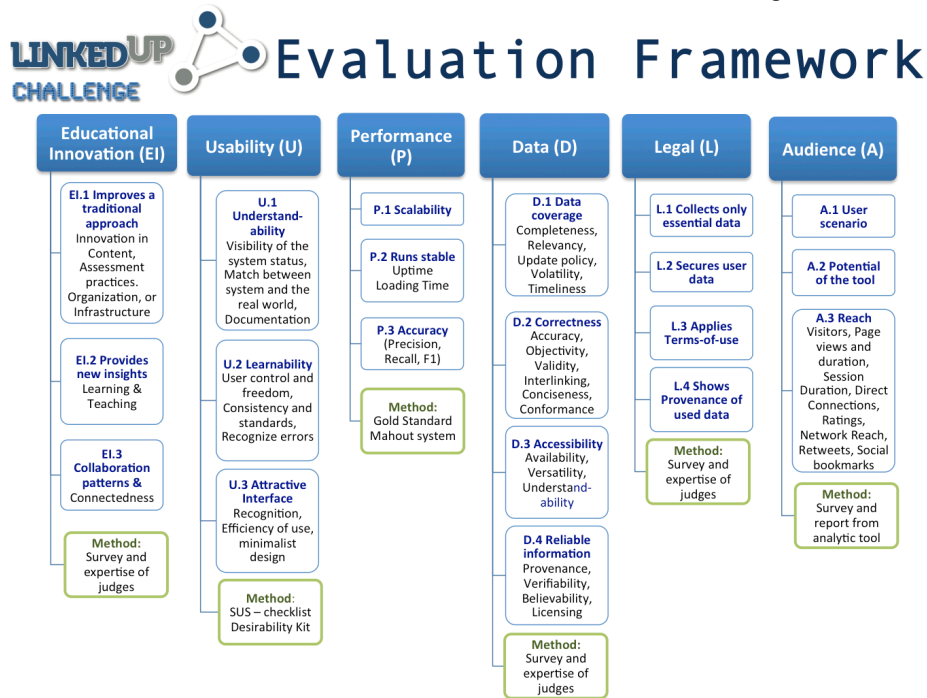 LINKEDUP
CHALLENGE
Evaluation Framework
Educational
Innovation (EI)
EI.1 Improves a
traditional
approach
Innovation in
Content,
Assessment
practices.
Organization, or
Infrastructure
EI.2 Provides
new insights
Learning &
Teaching
EI.3
Collaboration
patterns &
Connectedness
Method:
Survey and
expertise of
judges
Usability (U)
U.1
Understand-
ability
Visibility of the
system status,
Match between
system and the
real world,
Documentation
U.2 Learnability
User control and
freedom,
Consistency and
standards,
Recognize errors
U.3 Attractive
Interface
Recognition,
Efficiency of use,
minimalist
design
Method:
SUS – checklist
Desirability Kit
Performance
(P)
P.1 Scalability
P.2 Runs stable
Uptime
Loading Time
P.3 Accuracy
(Precision,
Recall, F1)
Method:
Gold Standard
Mahout system
Data (D)
D.1 Data
coverage
Completeness,
Relevancy,
Update policy,
Volatility,
Timeliness
D.2 Correctness
Accuracy,
Objectivity,
Validity,
Interlinking,
Conciseness,
Conformance
D.3 Accessibility
Availability,
Versatility,
Understand-
ability
D.4 Reliable
information
Provenance,
Verifiability,
Believability,
Licensing
Method:
Survey and
expertise of
judges
Legal (L)
L.1 Collects only
essential data
L.2 Secures user
data
L.3 Applies
Terms-of-use
L.4 Shows
Provenance of
used data
Method:
Survey and
expertise of
judges
Audience (A)
A.1 User
scenario
A.2 Potential
of the tool
A.3 Reach
Visitors, Page
views and
duration,
Session
Duration, Direct
Connections,
Ratings,
Network Reach,
Retweets, Social
bookmarks
Method:
Survey and
report from
analytic tool